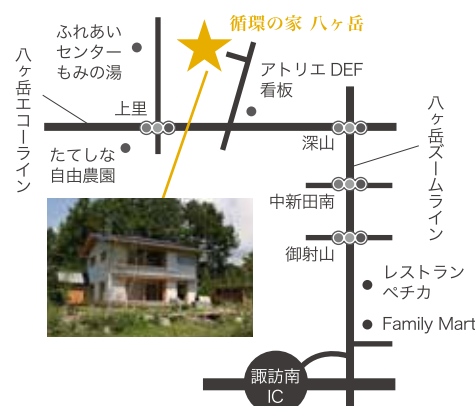 循環の家 八ヶ岳
ふれあい
センター
もみの湯
アトリエ DEF
看板
八ヶ岳エコーライン
上里
深山
八ヶ岳ズームライン
たてしな
自由農園
中新田南
御射山
レストラン
ペチカ
Family Mart
諏訪南
IC